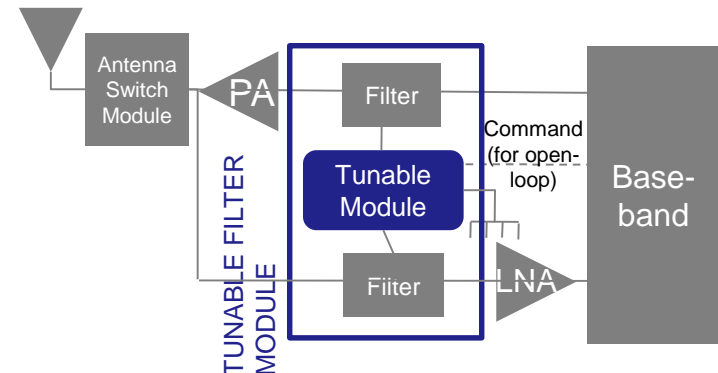 Antenna
Switch
Module
PA
Filter
Command
(for open-
loop)
Tunable
Module
Base-
band
TUNABLE FILTER
MODULE
Filter
LNA